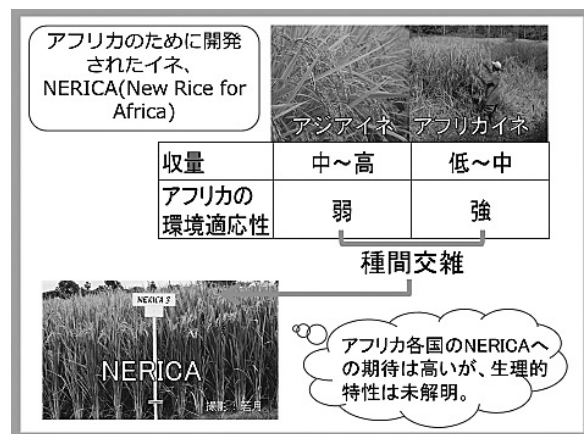 アフリカのために開発
されたイネ、
NERICA(New Rice for
Africa)
アジアイネ
アフリカイネ
収量 中～高 低～中
アフリカの
環境適応性 弱 強
種間交雑
NERICA 3
NERICA
撮影：若月
アフリカ各国のNERICAへ
の期待は高いが、生理的
特性は未解明。